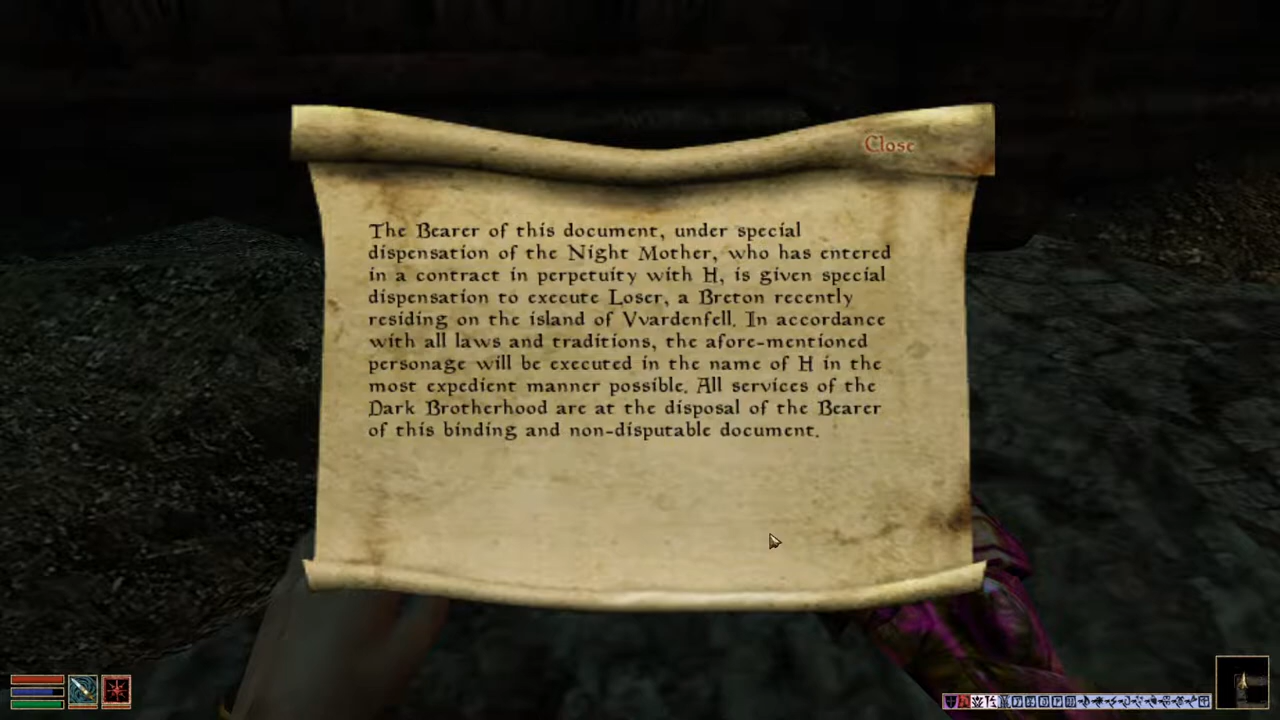 Close
The Bearer of this document, under special
dispensation of the Night Mother, who has entered
in a contract in perpetuity with H, is given special
dispensation to execute Loser, a Breton recently
residing on the island of Vvardenfell. In accordance
with all laws and traditions, the afore-mentioned
personage will be executed in the name of H in the
most expedient manner possible. All services of the
Dark Brotherhood are at the disposal of the Bearer
of this binding and non-disputable document.